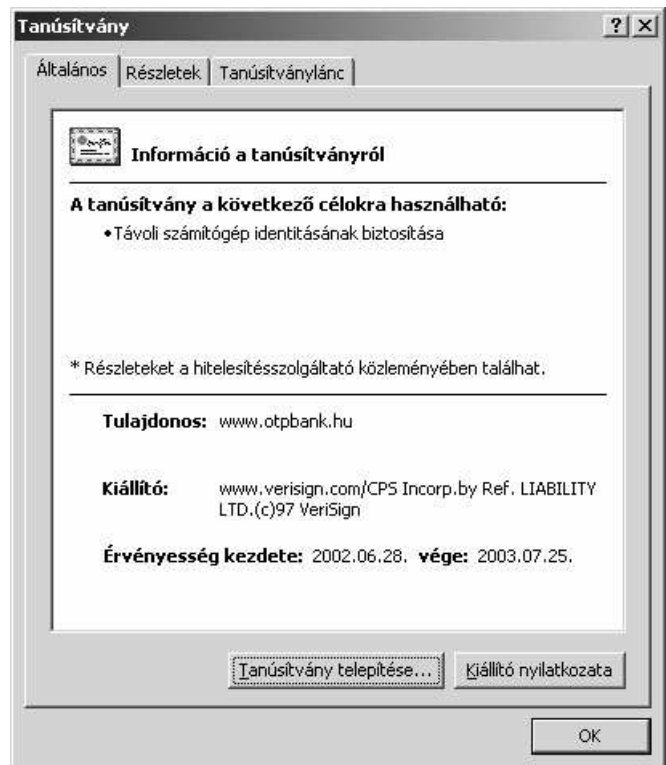 Tanúsítvány
Általános Részletek Tanúsítványlánc
Információ a tanúsítványról
A tanúsítvány a következő célokra használható:
•Távoli számítógép identitásának biztosítása
* Részleteket a hitelesítésszolgáltató közleményében találhat.
Tulajdonos: www.otpbank.hu
Kiállító: www.verisign.com/CPS Incorp.by Ref. LIABILITY
LTD.(c)97 VeriSign
Érvényesség kezdete: 2002.06.28. vége: 2003.07.25.
Tanúsítvány telepítése... Kiállító nyilatkozata
OK